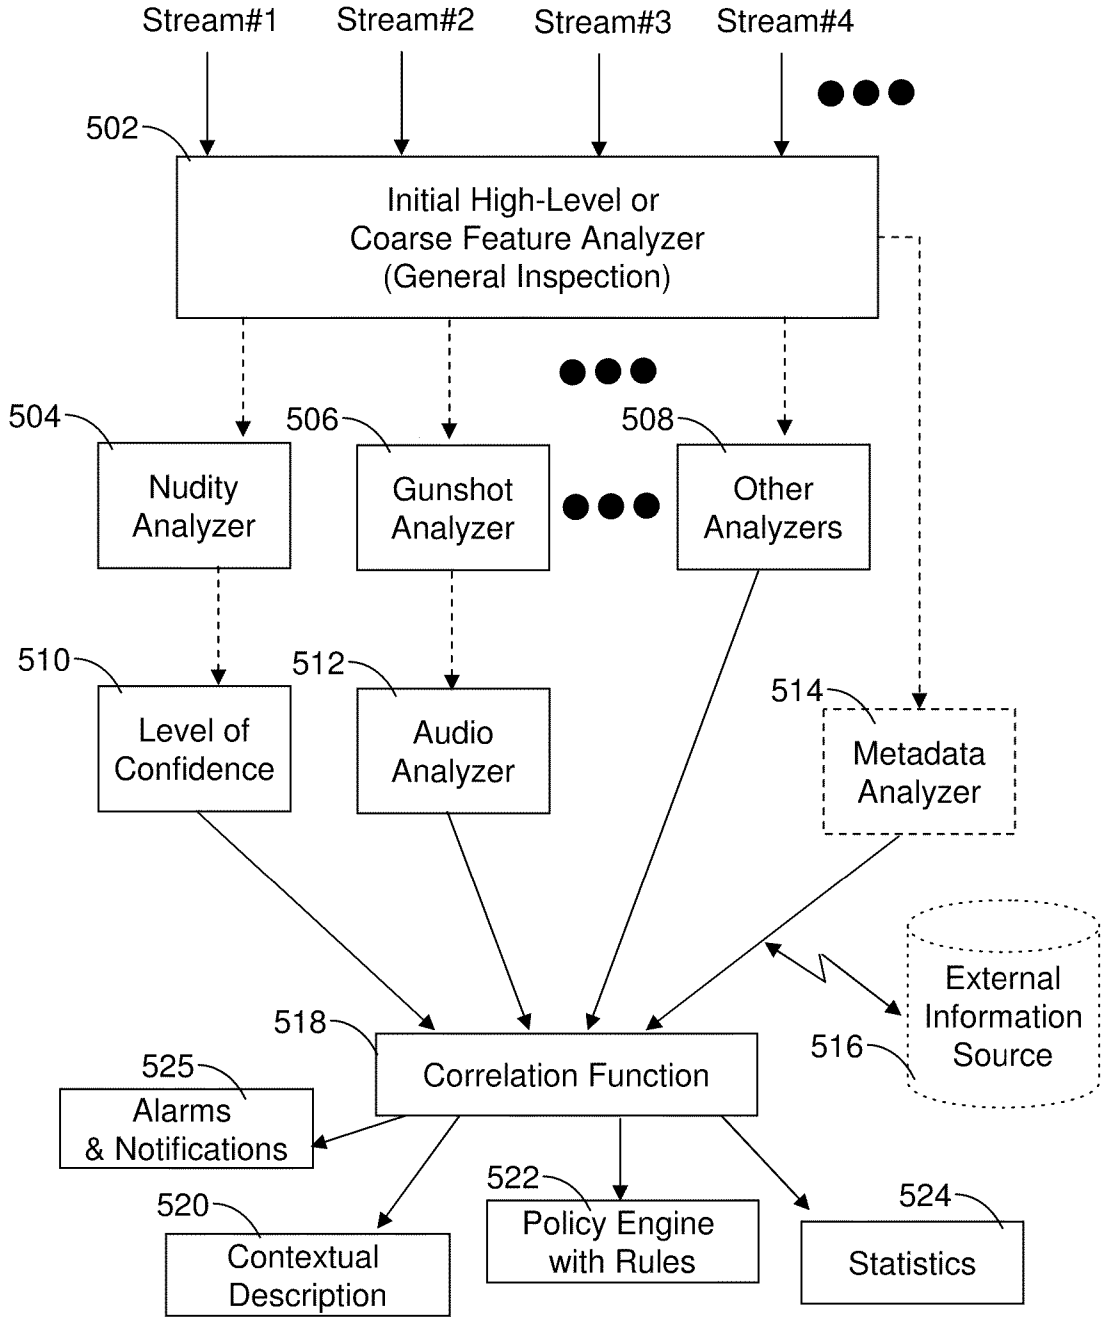 Stream#1
Stream#2
Stream#3
Stream#4
502
Initial High-Level or
Coarse Feature Analyzer
(General Inspection)
504
506
508
Nudity
Analyzer
Gunshot
Analyzer
Other
Analyzers
510
512
514
Level of
Confidence
Audio
Analyzer
Metadata
Analyzer
External
Information
Source
516
518
Correlation Function
525
Alarms
& Notifications
520
Contextual
Description
522
Policy Engine
with Rules
524
Statistics